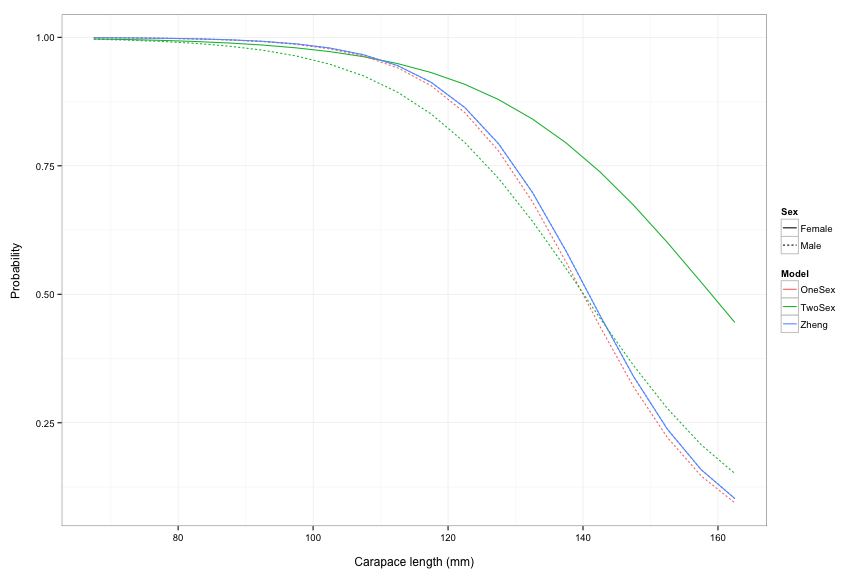 1.00
0.75
0.50
0.25
Probability
80 100 120 140 160
Carapace length (mm)
Sex
Female
Male
Model
OneSex
TwoSex
Zheng